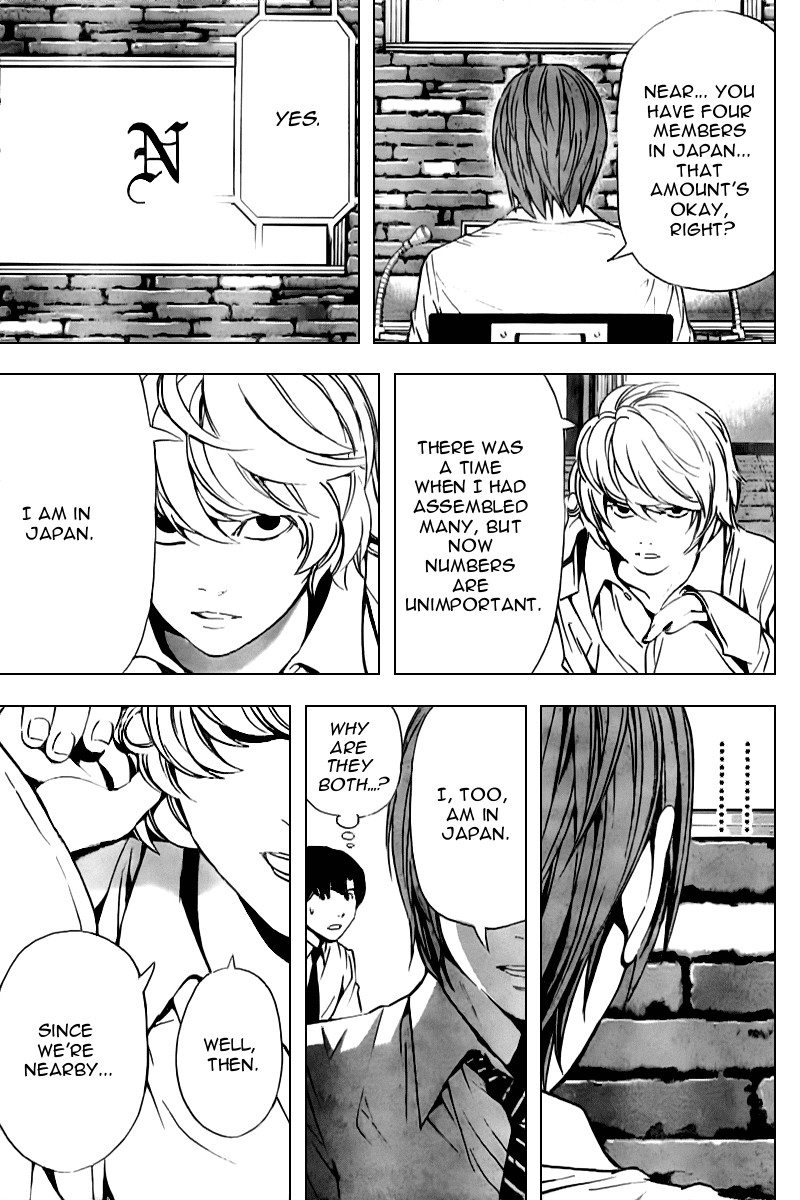 NEAR... YOU
HAVE FOUR
MEMBERS
IN JAPAN...
THAT
AMOUNT'S
OKAY,
RIGHT?
YES.
N
THERE WAS
A TIME
WHEN I HAD
ASSEMBLED
MANY, BUT
NOW
NUMBERS
ARE
UNIMPORTANT.
I AM IN
JAPAN.
I, TOO,
AM IN
JAPAN.
WHY
ARE
THEY
BOTH...?
WELL,
THEN.
SINCE
WE'RE
NEARBY...